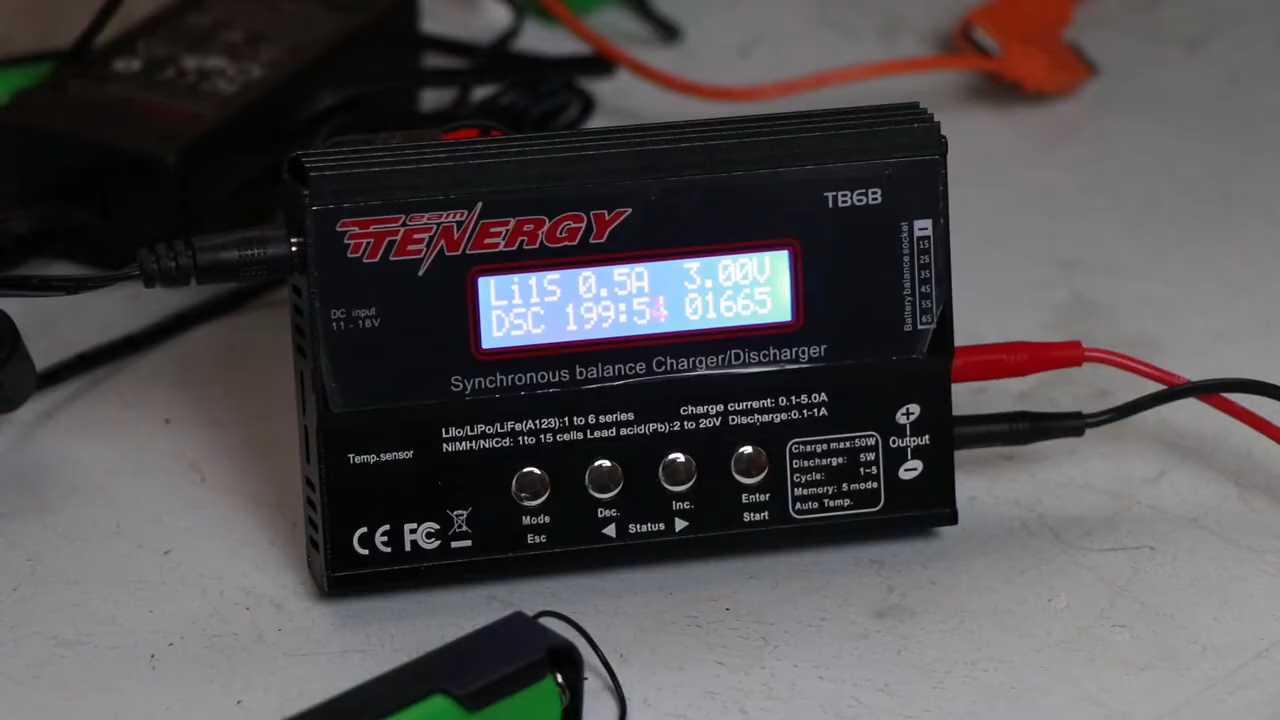 TB6B
Team TENERGY
Li1S 0.5A 3.00V
DSC 199:54 01665
DC input
11 - 18V
Battery balance socket
1S
2S
3S
4S
5S
6S
Synchronous balance Charger/Discharger
LiIo/LiPo/LiFe(A123):1 to 6 series
Charge current: 0.1-5.0A
NiMH/NiCd: 1to 15 cells Lead acid(Pb):2 to 20V Discharge:0.1-1A
Temp.sensor
Mode
Esc
Dec.
Inc.
Status
Enter
Start
Charge max:50W
Discharge: 5W
Cycle: 1~5
Memory: 5 mode
Auto Temp.
Output
CE FC